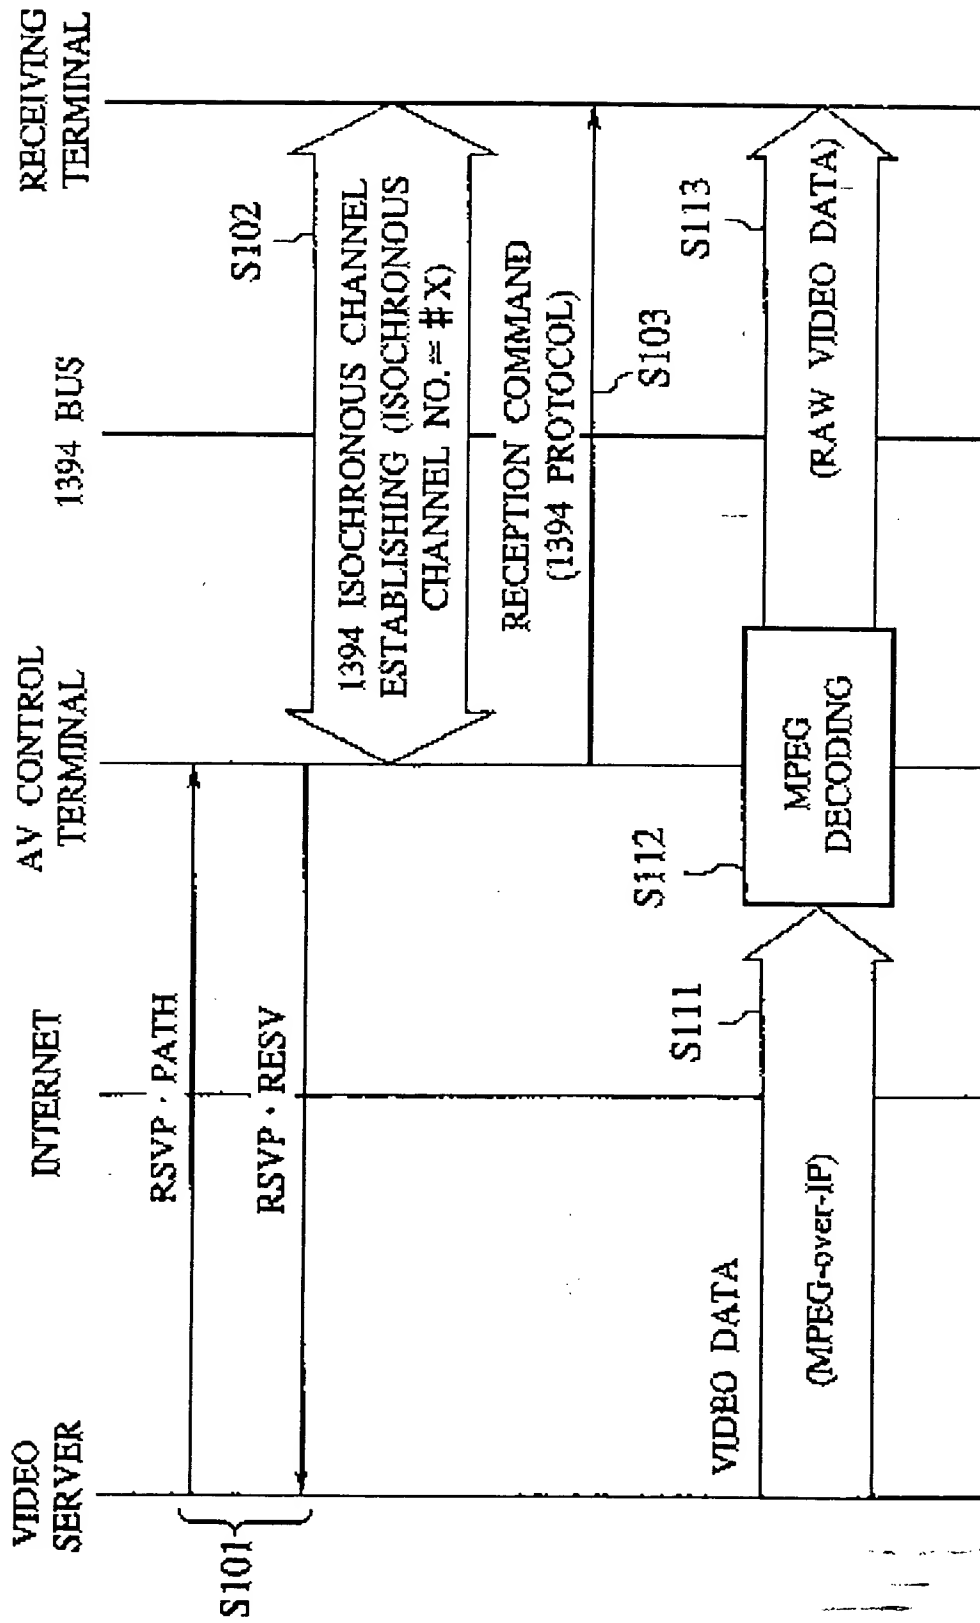 VIDEO
SERVER
INTERNET
AV CONTROL
TERMINAL
1394 BUS
RECEIVING
TERMINAL
S101
RSVP · PATH
RSVP · RESV
S102
1394 ISOCHRONOUS CHANNEL
ESTABLISHING (ISOCHRONOUS
CHANNEL NO.=#X)
RECEPTION COMMAND
(1394 PROTOCOL)
S103
VIDEO DATA
S111
(MPEG-over-IP)
S112
MPEG
DECODING
S113
(RAW VIDEO DATA)